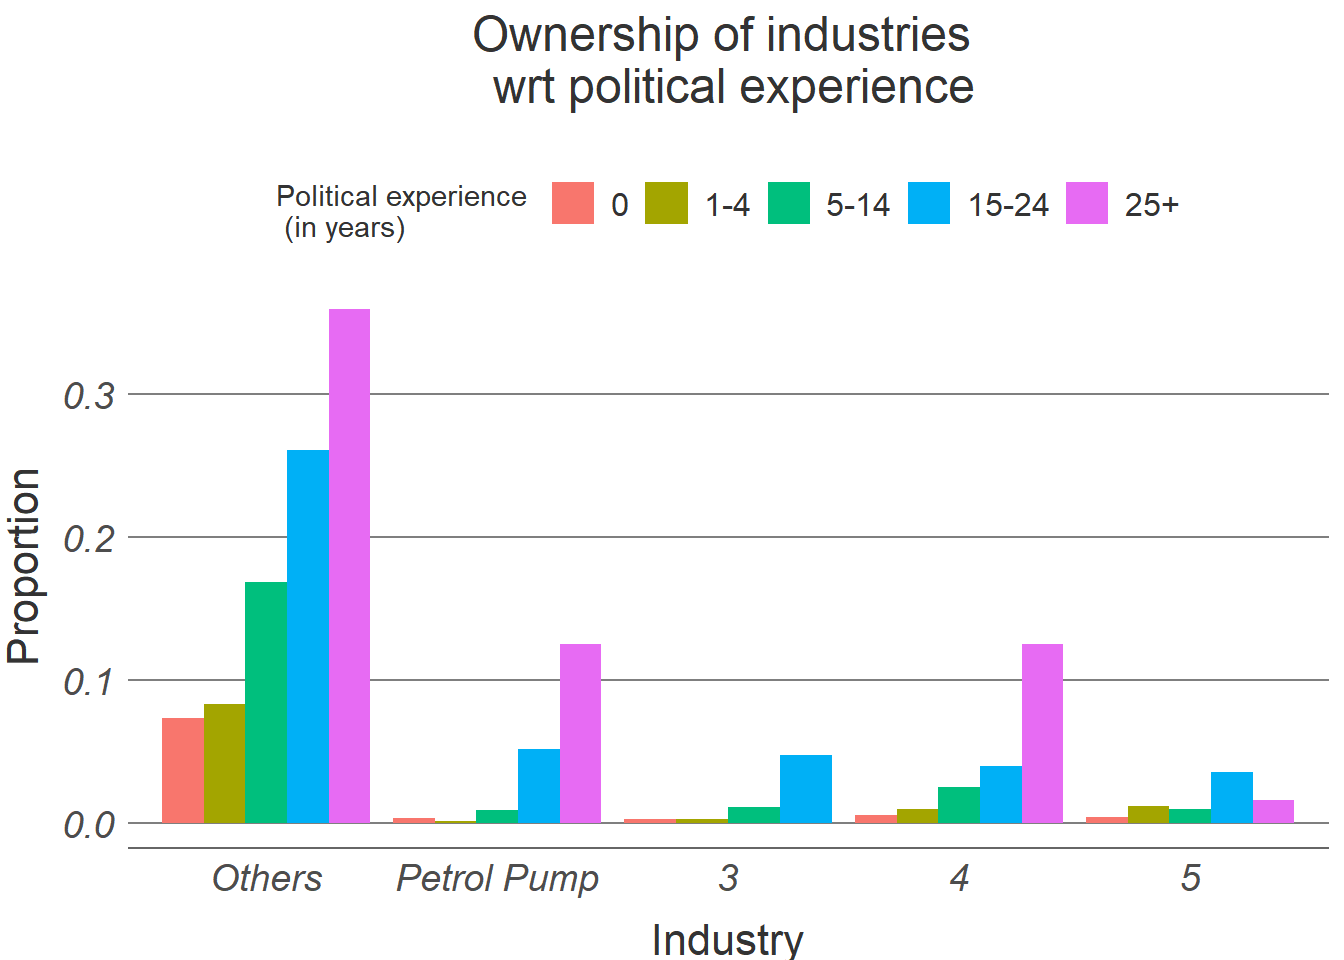 Ownership of industries
wrt political experience
Political experience
(in years)
0
1-4
5-14
15-24
25+
Proportion
0.3
0.2
0.1
0.0
Others
Petrol Pump
3
4
5
Industry